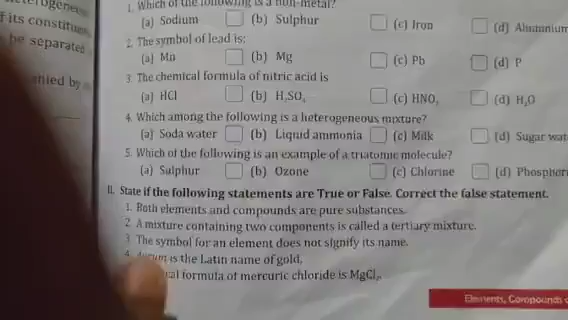 f its constituen
be separated
anied by
1. Which of the following is a non-metal?
(a) Sodium (b) Sulphur (c) Iron (d) Aluminium
2. The symbol of lead is:
(a) Mn (b) Mg (c) Pb (d) P
3. The chemical formula of nitric acid is
(a) HCl (b) H₂SO₄ (c) HNO₃ (d) H₂O
4. Which among the following is a heterogeneous mixture?
(a) Soda water (b) Liquid ammonia (c) Milk (d) Sugar wat
5. Which of the following is an example of a triatomic molecule?
(a) Sulphur (b) Ozone (c) Chlorine (d) Phosphor
II. State if the following statements are True or False. Correct the false statement.
1. Both elements and compounds are pure substances.
2. A mixture containing two components is called a tertiary mixture.
3. The symbol for an element does not signify its name.
4. is the Latin name of gold.
formula of mercuric chloride is MgCl₂.
Elements, Compounds